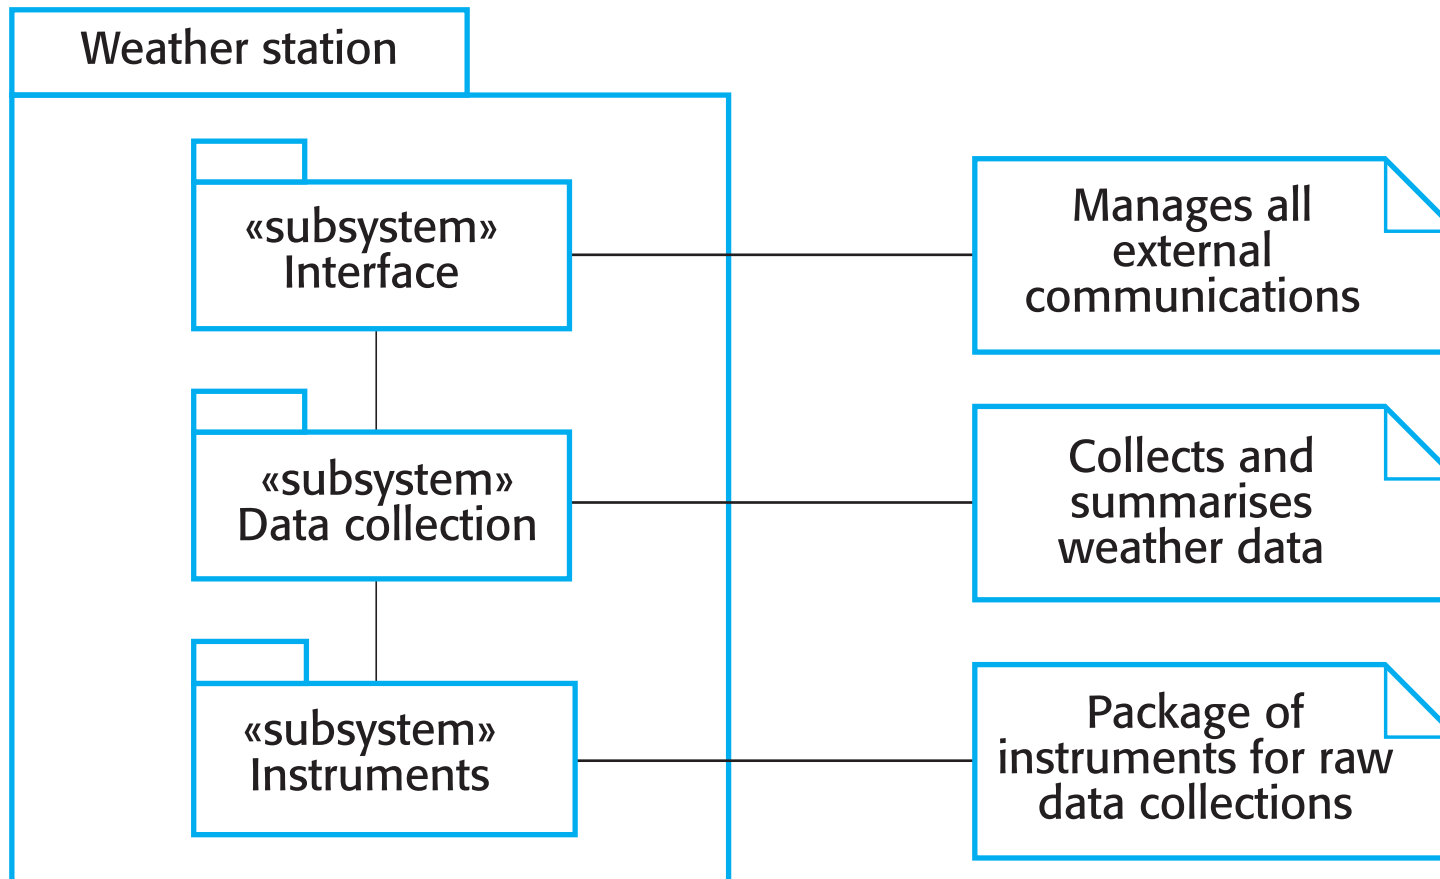 Weather station
«subsystem»
Interface
Manages all
external
communications
«subsystem»
Data collection
Collects and
summarises
weather data
«subsystem»
Instruments
Package of
instruments for raw
data collections